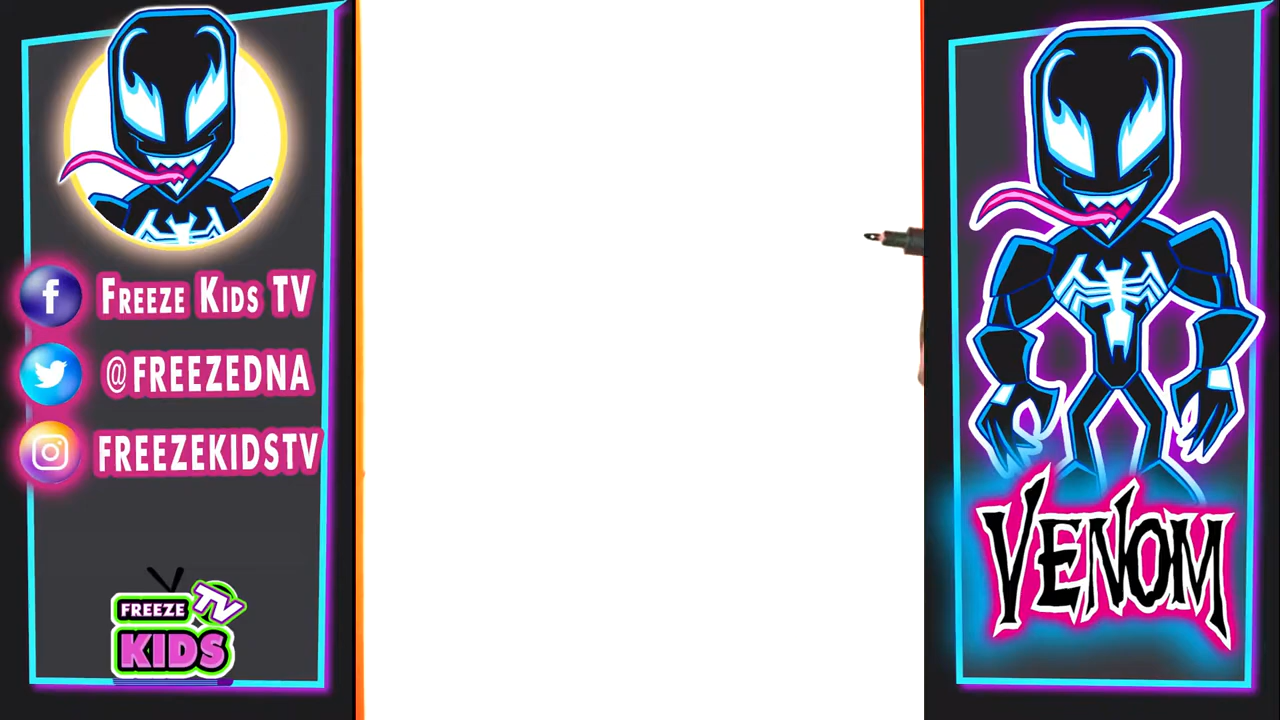 f
FREEZE KIDS TV
@FREEZEDNA
FREEZEKIDSTV
FREEZE TV
KIDS
VENOM